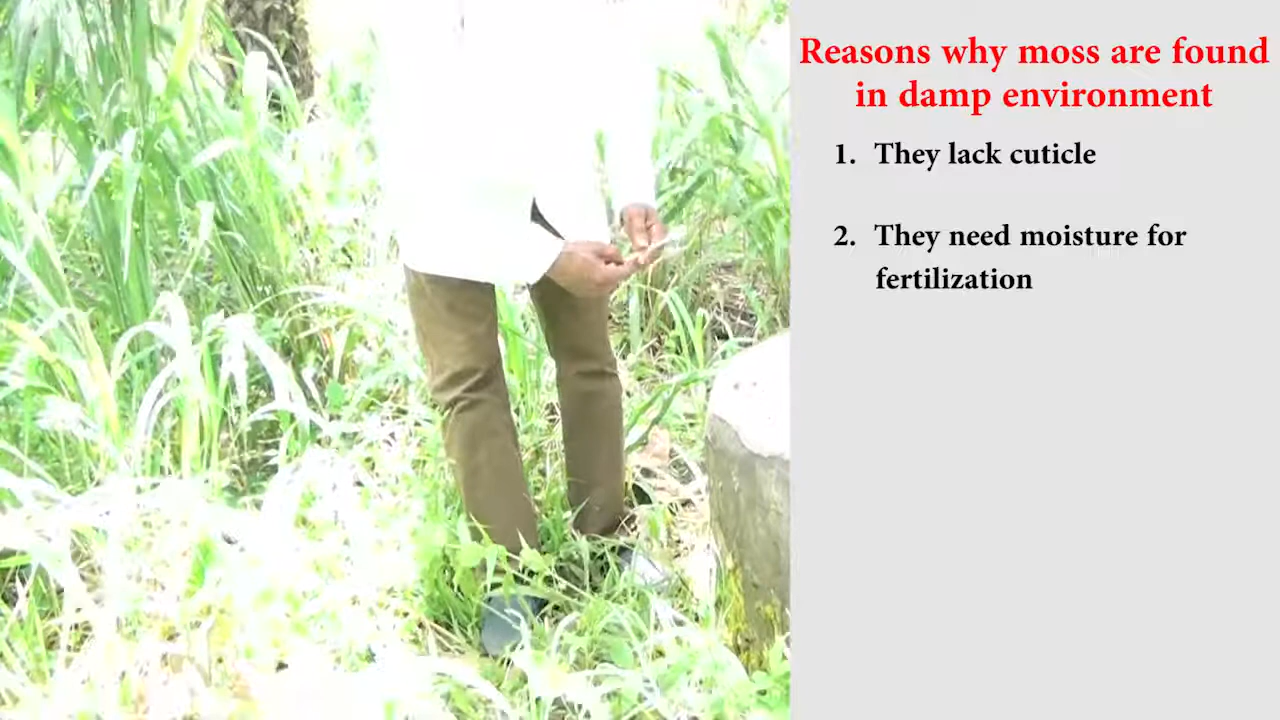 Reasons why moss are found
in damp environment
1. They lack cuticle
2. They need moisture for
fertilization